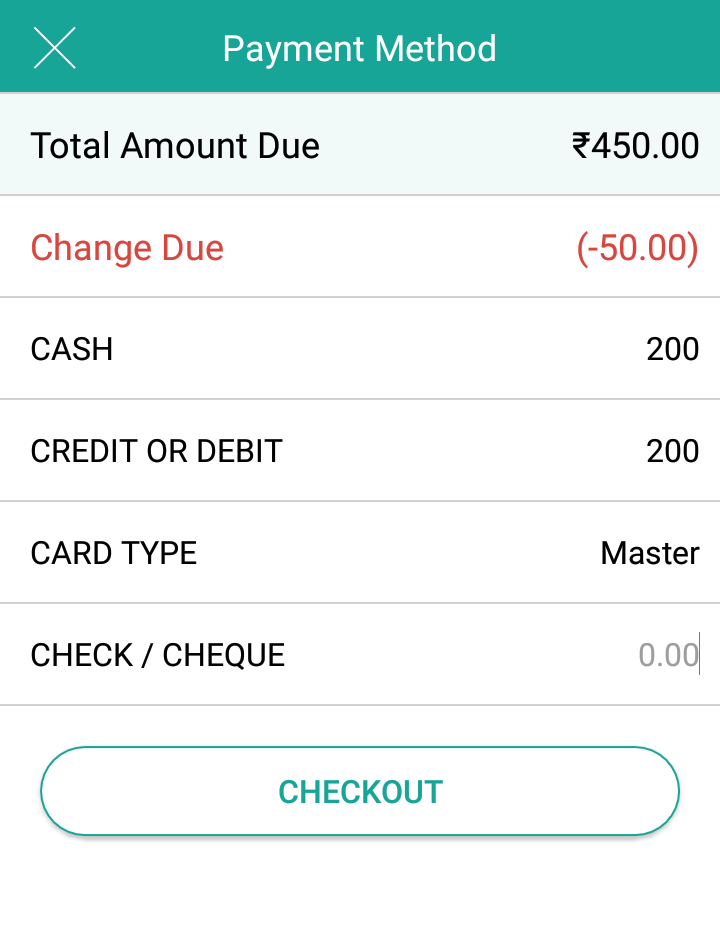 Payment Method
Total Amount Due ₹450.00
Change Due (-50.00)
CASH 200
CREDIT OR DEBIT 200
CARD TYPE Master
CHECK / CHEQUE 0.00
CHECKOUT